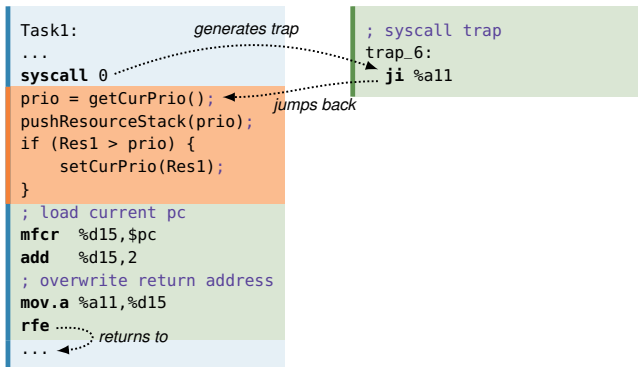 Task1:
...
syscall 0
prio = getCurPrio();
pushResourceStack(prio);
if (Res1 > prio) {
    setCurPrio(Res1);
}
; load current pc
mfcr  %d15,$pc
add   %d15,2
; overwrite return address
mov.a %a11,%d15
rfe
...
generates trap
jumps back
returns to
; syscall trap
trap_6:
  ji %a11